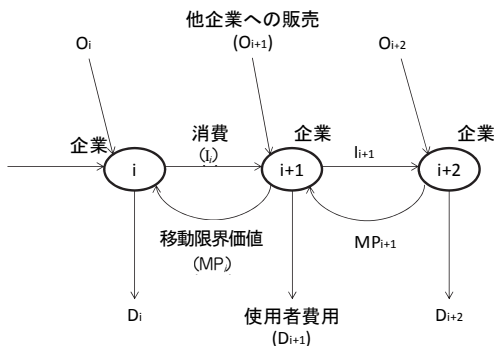 他企業への販売
Oi
(Oi+1)
Oi+2
企業
消費
(Ii)
企業
Ii+1
企業
i
i+1
i+2
移動限界価値
(MPi)
MPi+1
Di
使用者費用
(Di+1)
Di+2